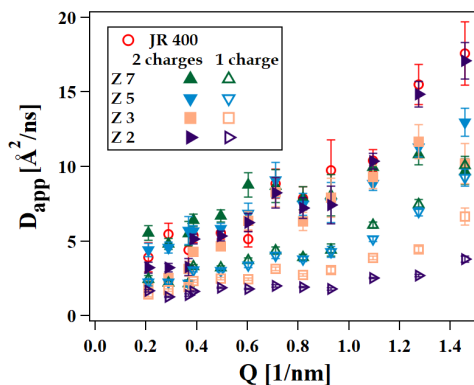 20
15
10
5
0
D_app [Å²/ns]
JR 400
2 charges 1 charge
Z 7
Z 5
Z 3
Z 2
0.0 0.2 0.4 0.6 0.8 1.0 1.2 1.4
Q [1/nm]